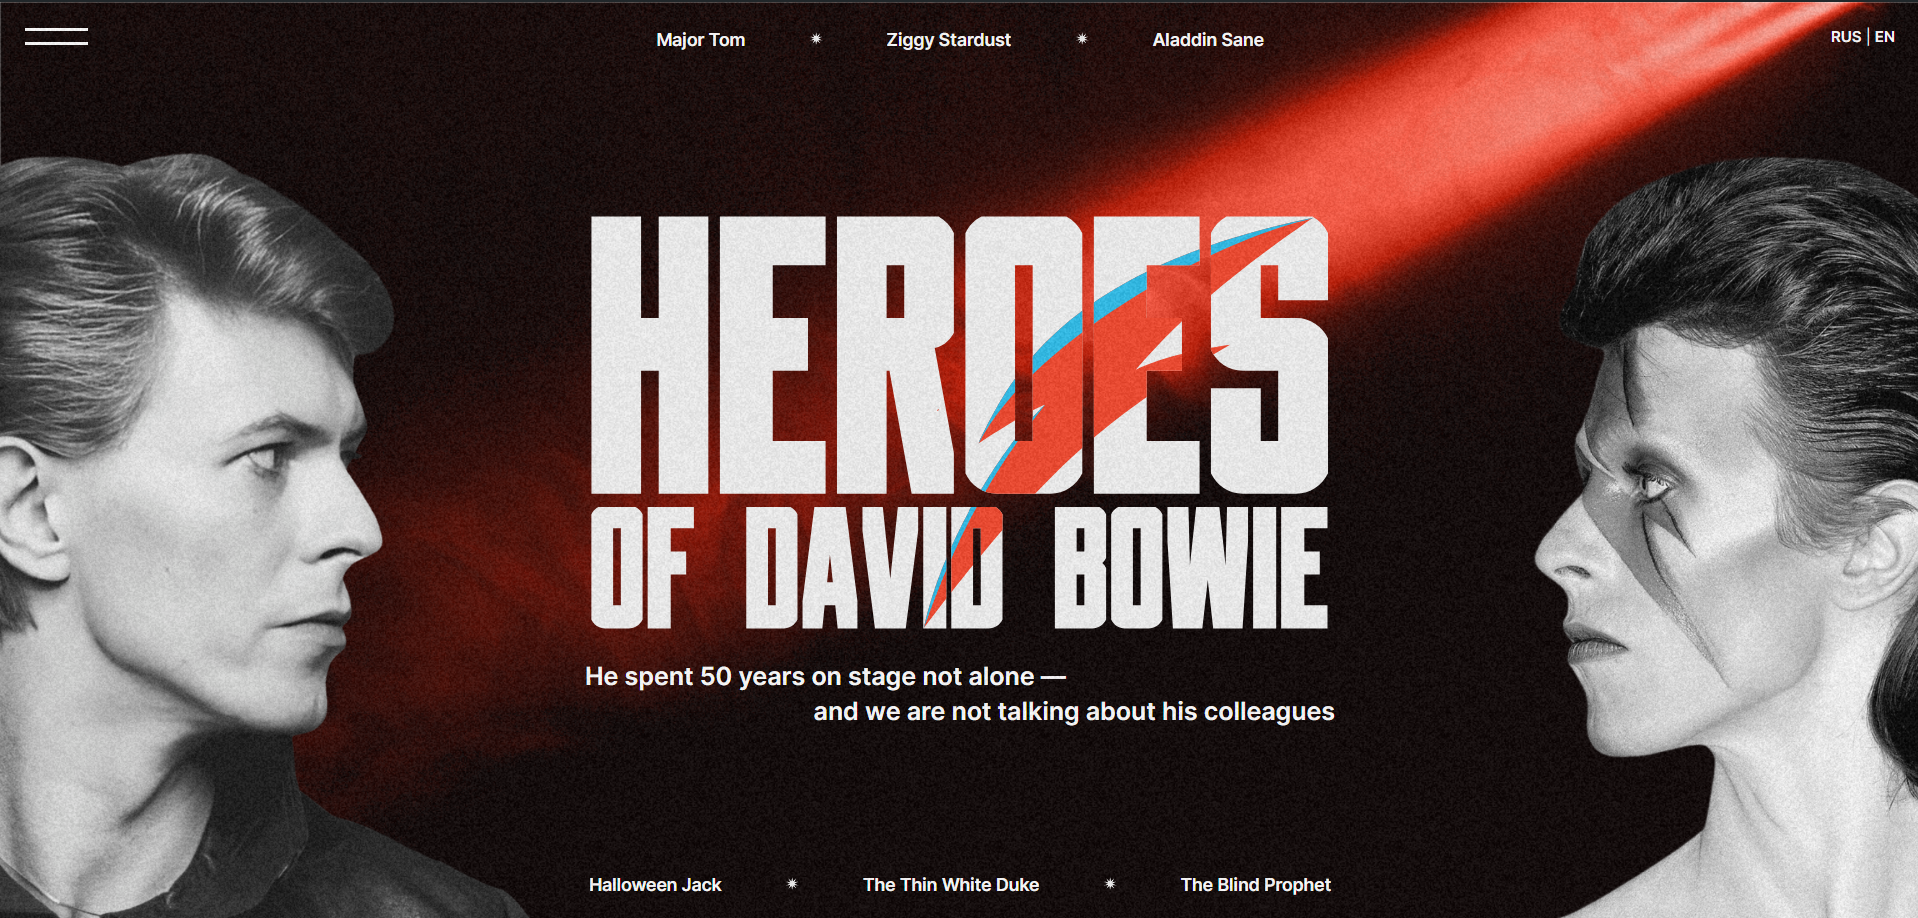 Major Tom ✷ Ziggy Stardust ✷ Aladdin Sane
RUS | EN
HEROES
OF DAVID BOWIE
He spent 50 years on stage not alone —
and we are not talking about his colleagues
Halloween Jack ✷ The Thin White Duke ✷ The Blind Prophet